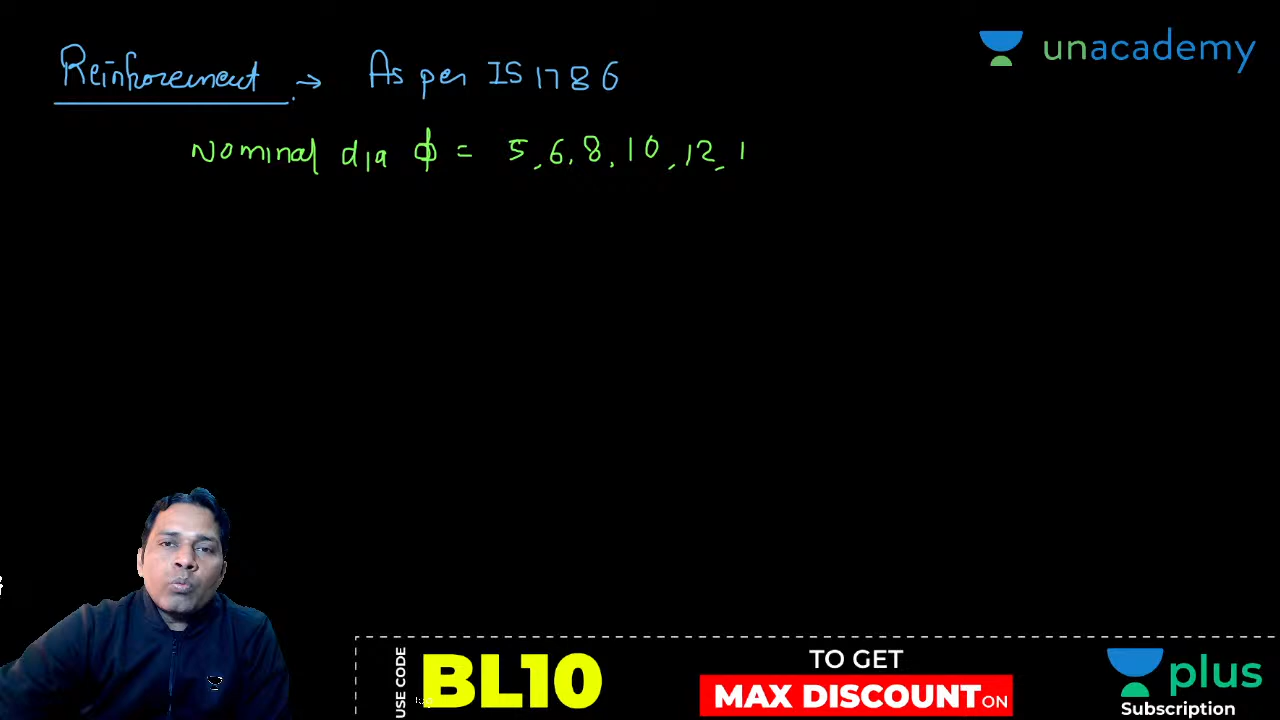 Reinforcement → As per IS 1786
unacademy
Nominal dia ϕ = 5, 6, 8, 10, 12, 1
USE CODE
BL10
TO GET
MAX DISCOUNT ON
plus
Subscription